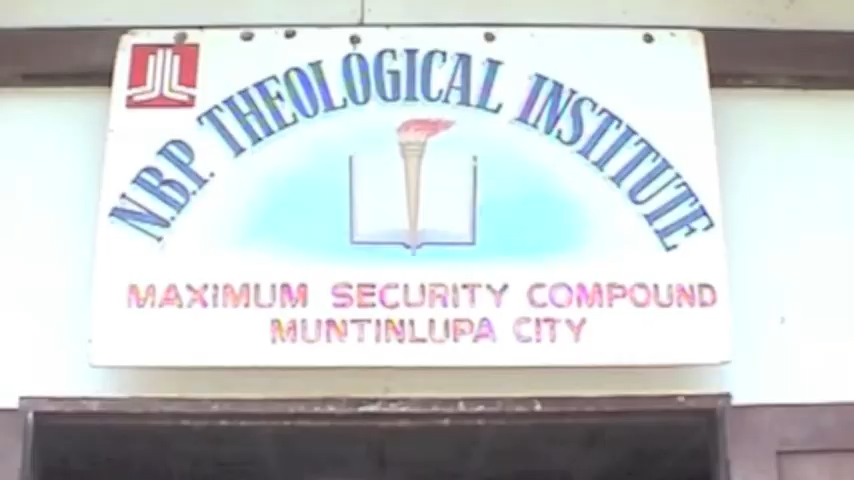 N.B.P. THEOLOGICAL INSTITUTE
MAXIMUM SECURITY COMPOUND
MUNTINLUPA CITY